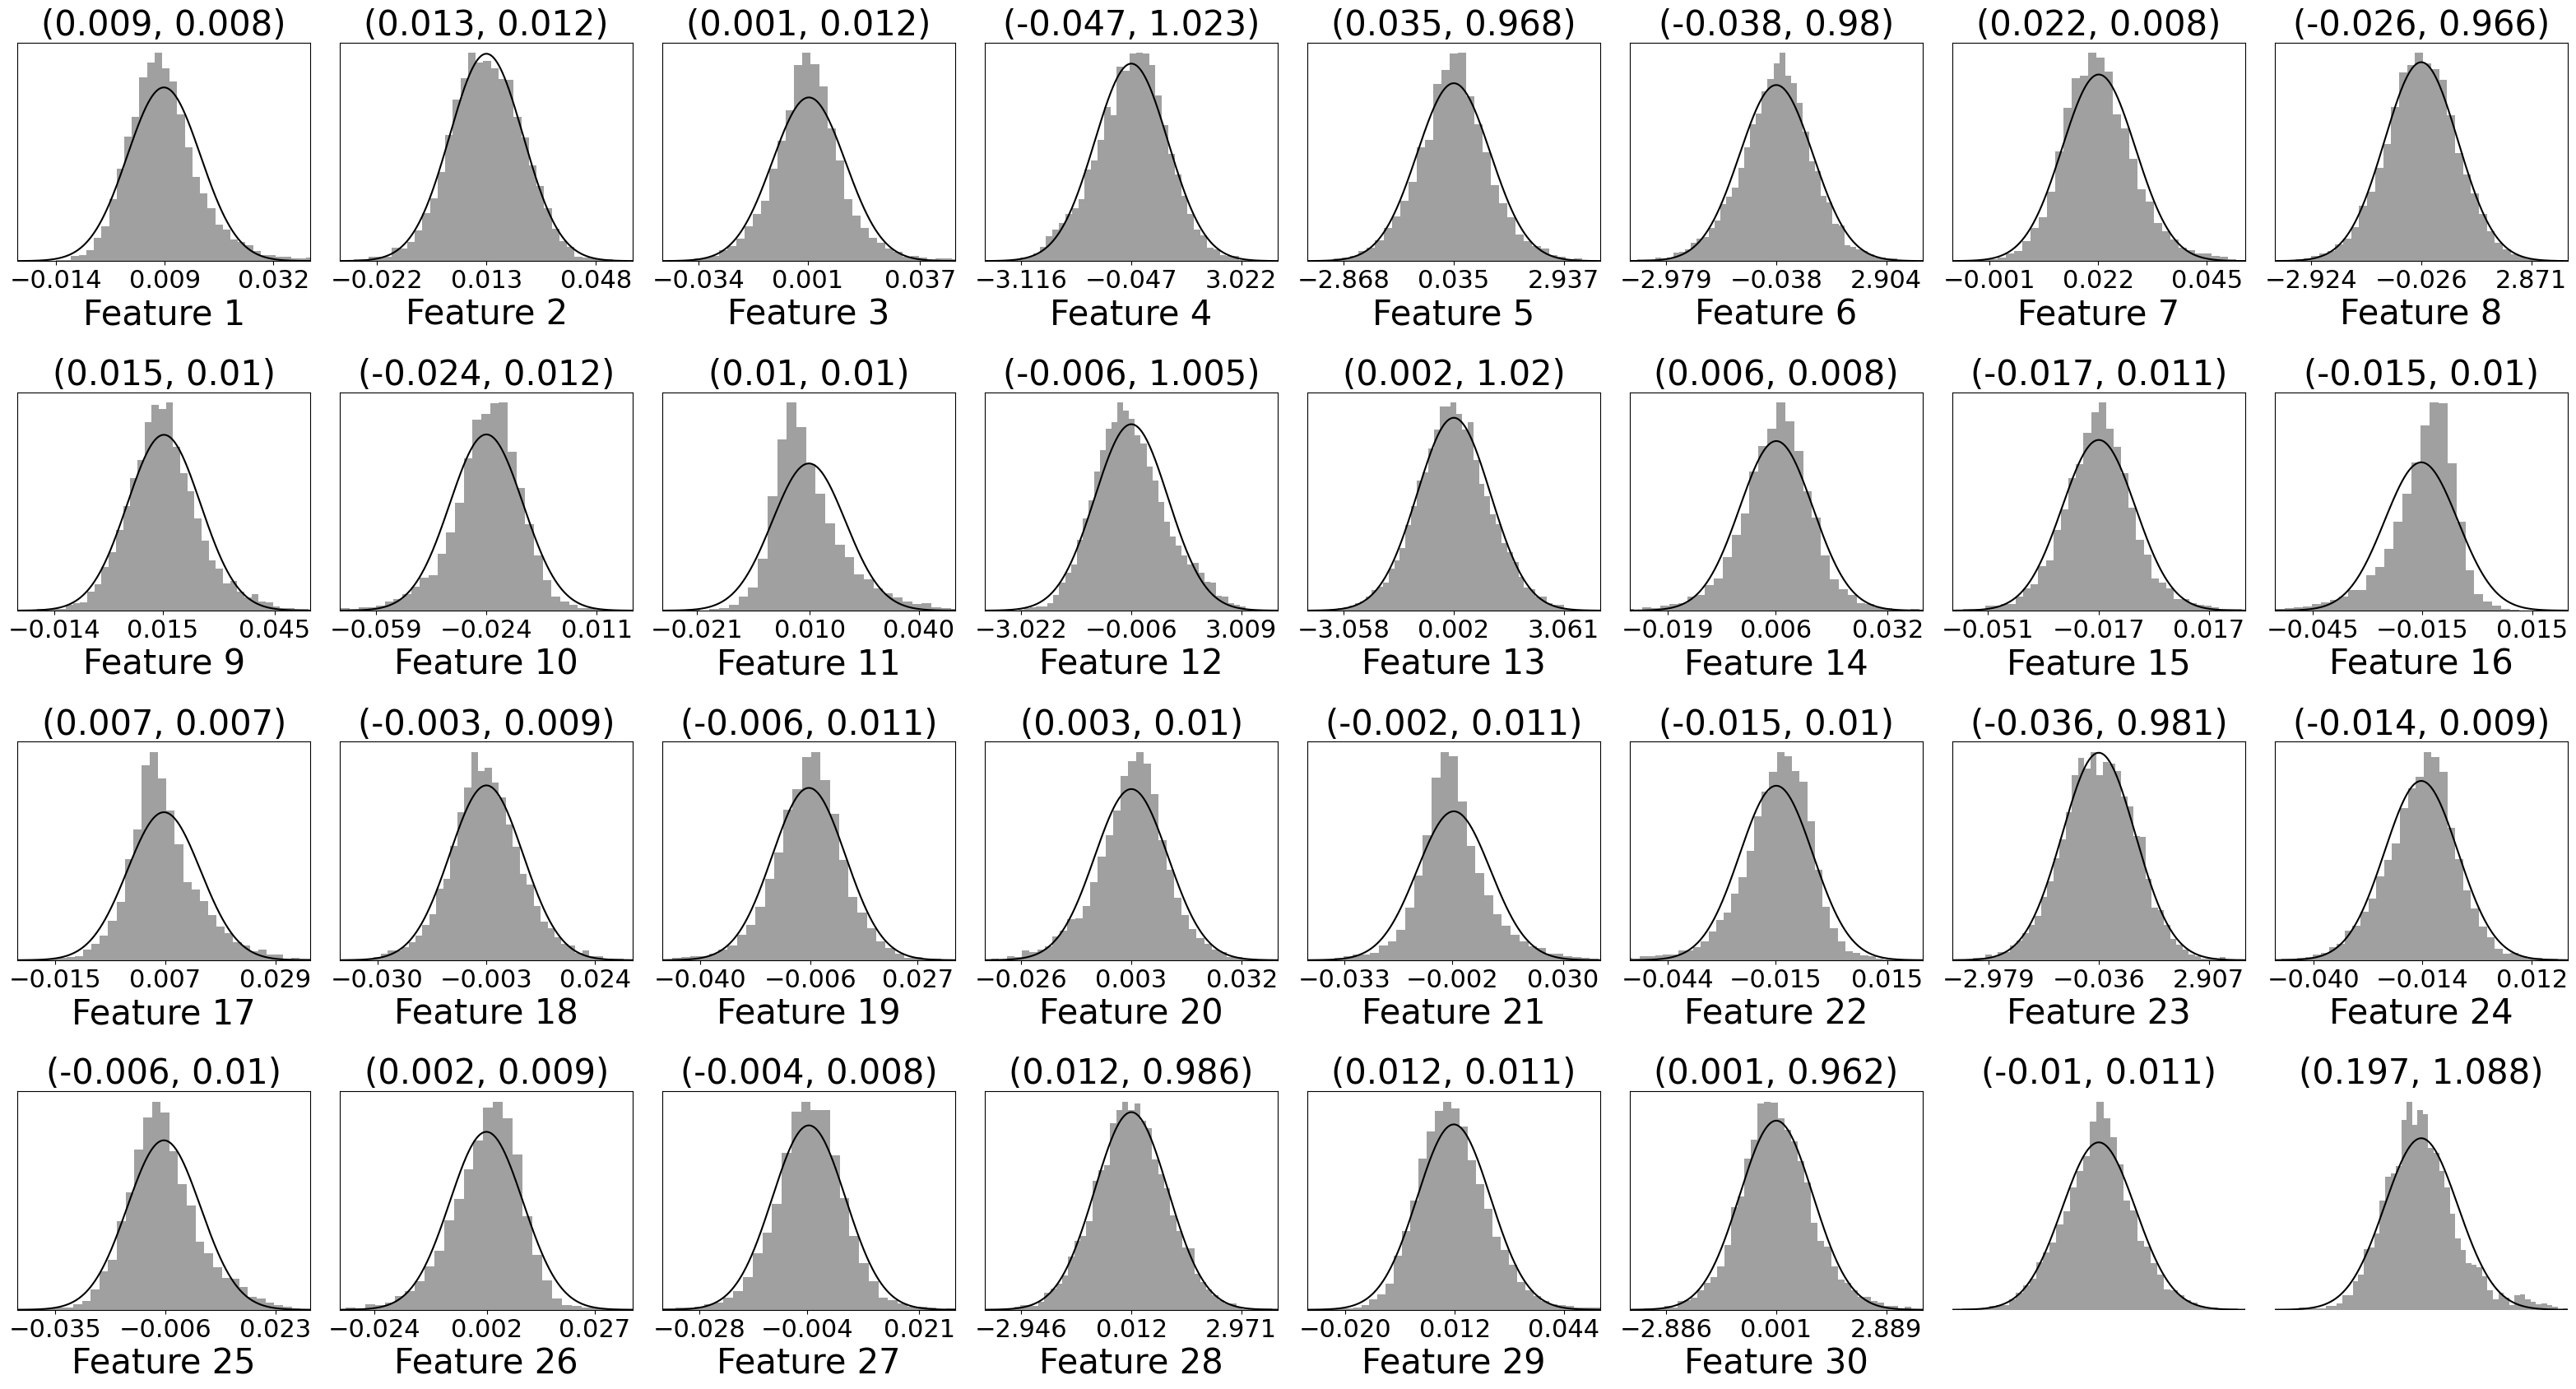 (0.009, 0.008) (0.013, 0.012) (0.001, 0.012) (-0.047, 1.023) (0.035, 0.968) (-0.038, 0.98) (0.022, 0.008) (-0.026, 0.966)
−0.014 0.009 0.032 −0.022 0.013 0.048 −0.034 0.001 0.037 −3.116 −0.047 3.022 −2.868 0.035 2.937 −2.979 −0.038 2.904 −0.001 0.022 0.045 −2.924 −0.026 2.871
Feature 1 Feature 2 Feature 3 Feature 4 Feature 5 Feature 6 Feature 7 Feature 8
(0.015, 0.01) (-0.024, 0.012) (0.01, 0.01) (-0.006, 1.005) (0.002, 1.02) (0.006, 0.008) (-0.017, 0.011) (-0.015, 0.01)
−0.014 0.015 0.045 −0.059 −0.024 0.011 −0.021 0.010 0.040 −3.022 −0.006 3.009 −3.058 0.002 3.061 −0.019 0.006 0.032 −0.051 −0.017 0.017 −0.045 −0.015 0.015
Feature 9 Feature 10 Feature 11 Feature 12 Feature 13 Feature 14 Feature 15 Feature 16
(0.007, 0.007) (-0.003, 0.009) (-0.006, 0.011) (0.003, 0.01) (-0.002, 0.011) (-0.015, 0.01) (-0.036, 0.981) (-0.014, 0.009)
−0.015 0.007 0.029 −0.030 −0.003 0.024 −0.040 −0.006 0.027 −0.026 0.003 0.032 −0.033 −0.002 0.030 −0.044 −0.015 0.015 −2.979 −0.036 2.907 −0.040 −0.014 0.012
Feature 17 Feature 18 Feature 19 Feature 20 Feature 21 Feature 22 Feature 23 Feature 24
(-0.006, 0.01) (0.002, 0.009) (-0.004, 0.008) (0.012, 0.986) (0.012, 0.011) (0.001, 0.962) (-0.01, 0.011) (0.197, 1.088)
−0.035 −0.006 0.023 −0.024 0.002 0.027 −0.028 −0.004 0.021 −2.946 0.012 2.971 −0.020 0.012 0.044 −2.886 0.001 2.889
Feature 25 Feature 26 Feature 27 Feature 28 Feature 29 Feature 30